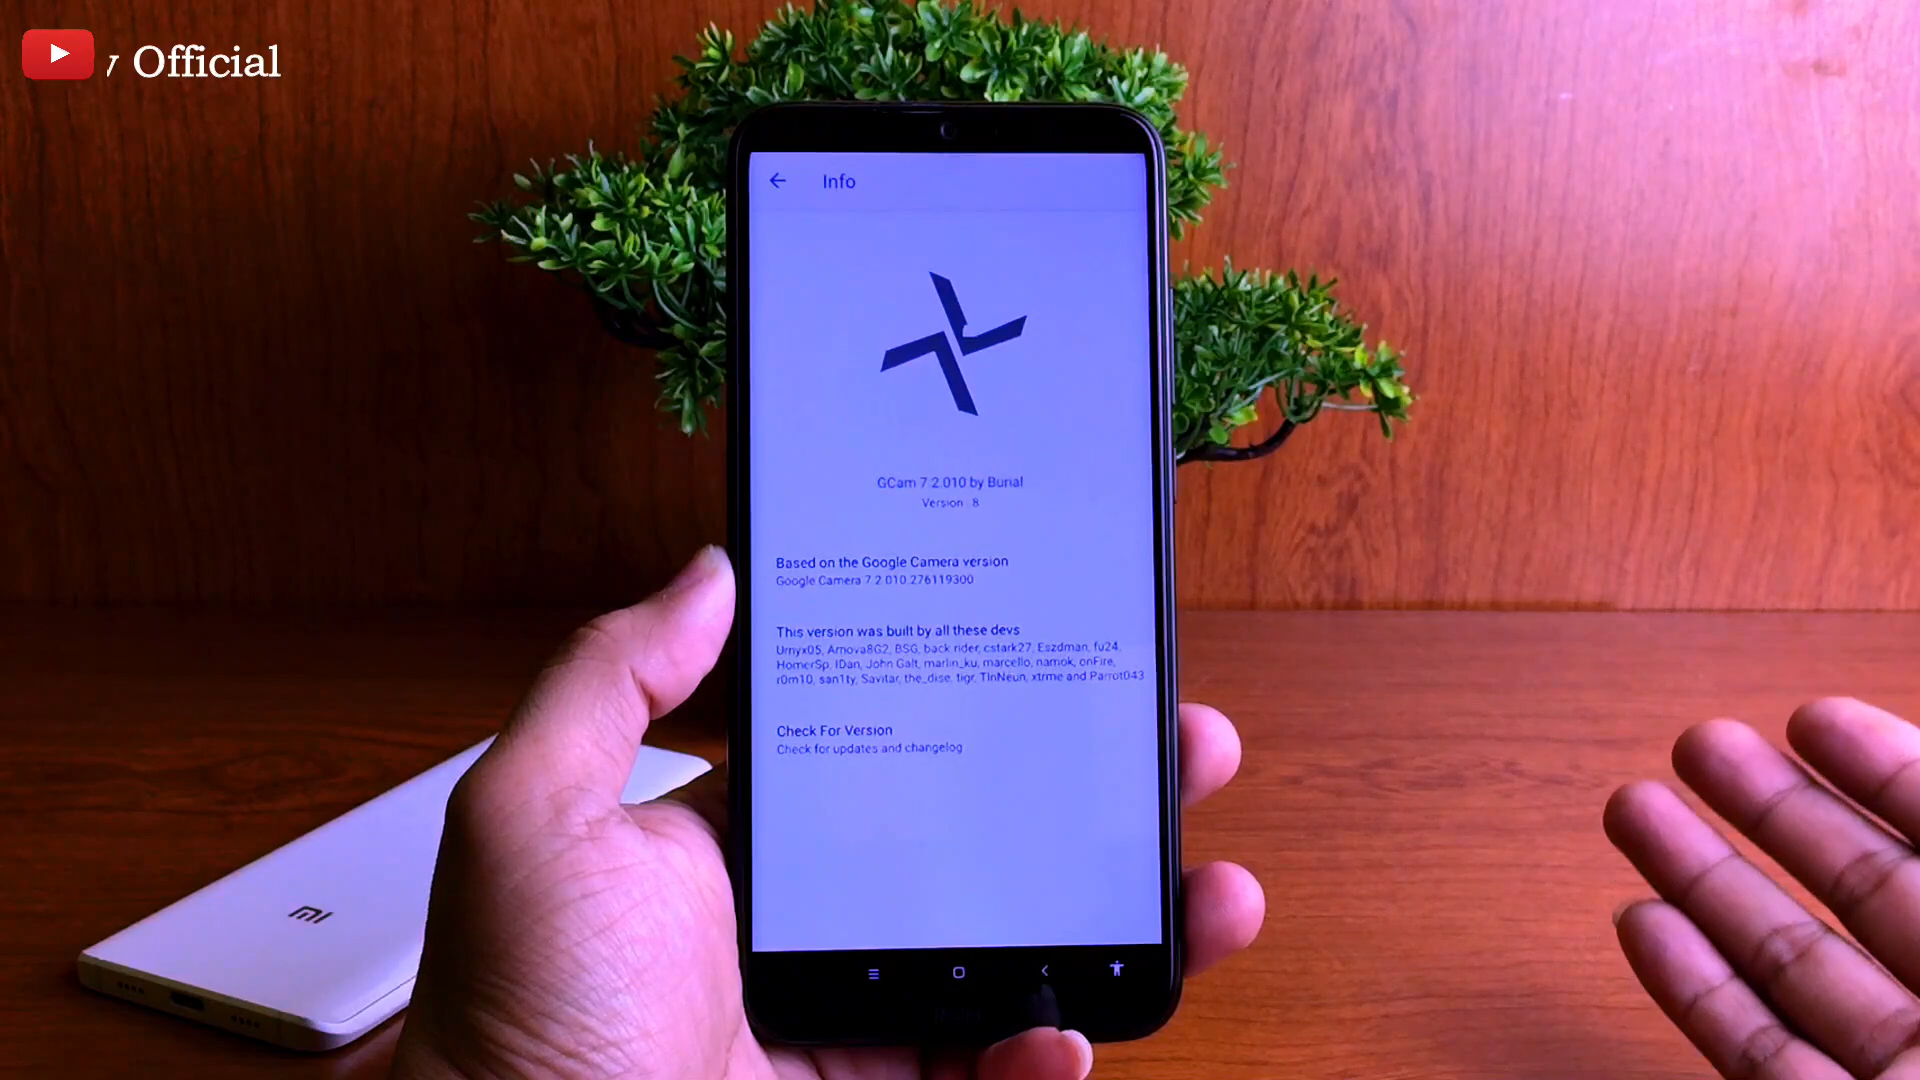 Official
Info
GCam 7.2.010 by Burial
Version : 8
Based on the Google Camera version
Google Camera 7.2.010.276119300
This version was built by all these devs
Urnyx05, Arnova8G2, BSG, back.rider, cstark27, Eszdman, fu24,
HomerSp, IDan, John Galt, marlin_ku, marcello, namok, onFire,
r0m10, san1ty, Savitar, the_dise, tigr, TlnNeun, xtrme and Parrot043
Check For Version
Check for updates and changelog